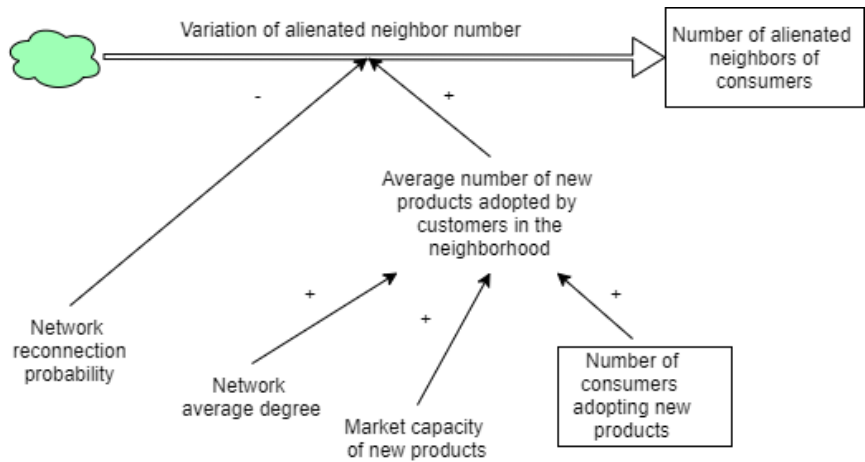 Variation of alienated neighbor number
Number of alienated
neighbors of
consumers
-
+
Average number of new
products adopted by
customers in the
neighborhood
+
+
+
Network
reconnection
probability
Network
average degree
Market capacity
of new products
Number of
consumers
adopting new
products